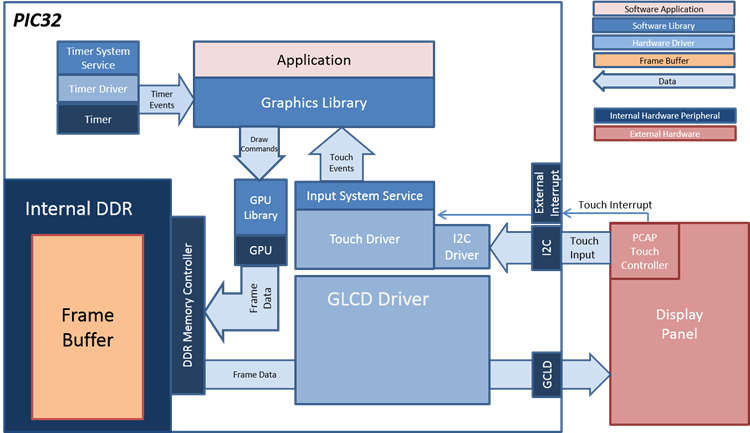 PIC32
Timer System
Service
Timer Driver
Timer
Timer
Events
Application
Graphics Library
Draw
Commands
Touch
Events
Software Application
Software Library
Hardware Driver
Frame Buffer
Data
Internal Hardware Peripheral
External Hardware
Internal DDR
Frame
Buffer
DDR Memory Controller
GPU
Library
GPU
Frame
Data
Input System Service
Touch Driver
I2C
Driver
External
Interrupt
I2C
Touch Interrupt
Touch
Input
PCAP
Touch
Controller
Display
Panel
GLCD Driver
Frame Data
GCLD